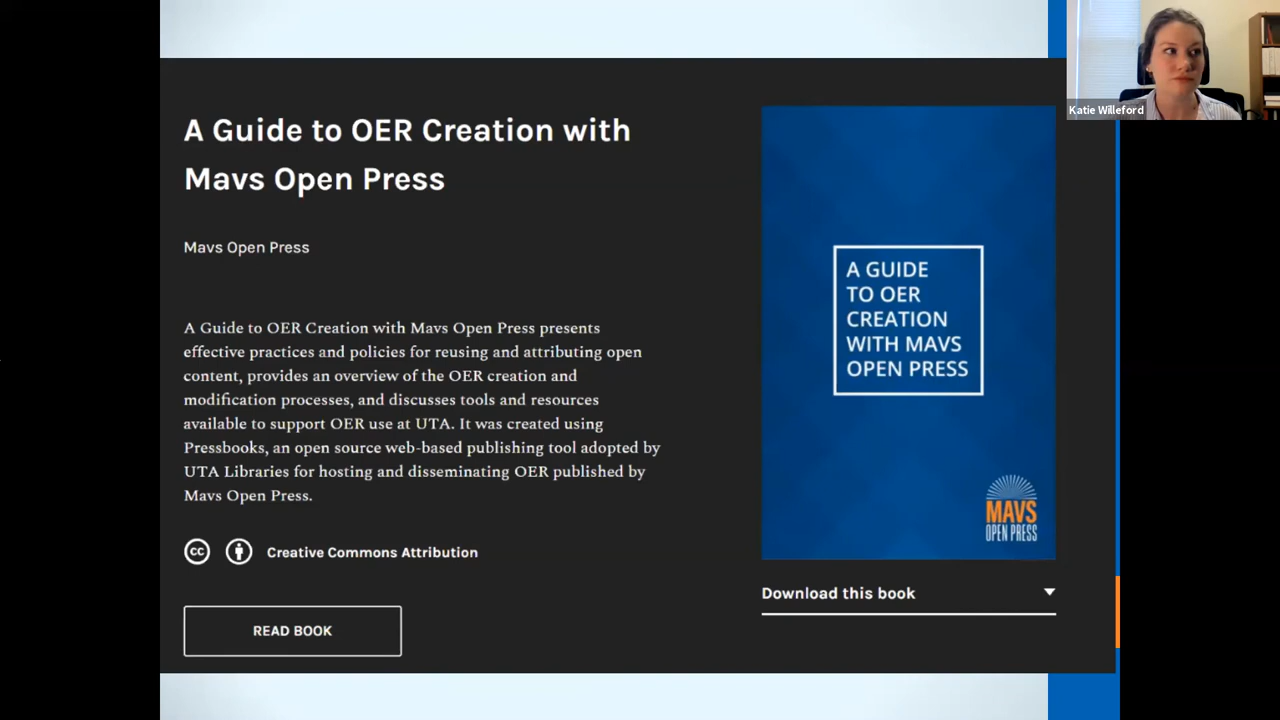 A Guide to OER Creation with
Mavs Open Press
Mavs Open Press
A Guide to OER Creation with Mavs Open Press presents
effective practices and policies for reusing and attributing open
content, provides an overview of the OER creation and
modification processes, and discusses tools and resources
available to support OER use at UTA. It was created using
Pressbooks, an open source web-based publishing tool adopted by
UTA Libraries for hosting and disseminating OER published by
Mavs Open Press.
cc
Creative Commons Attribution
READ BOOK
A GUIDE
TO OER
CREATION
WITH MAVS
OPEN PRESS
MAVS
OPEN PRESS
Download this book
Katie Willeford